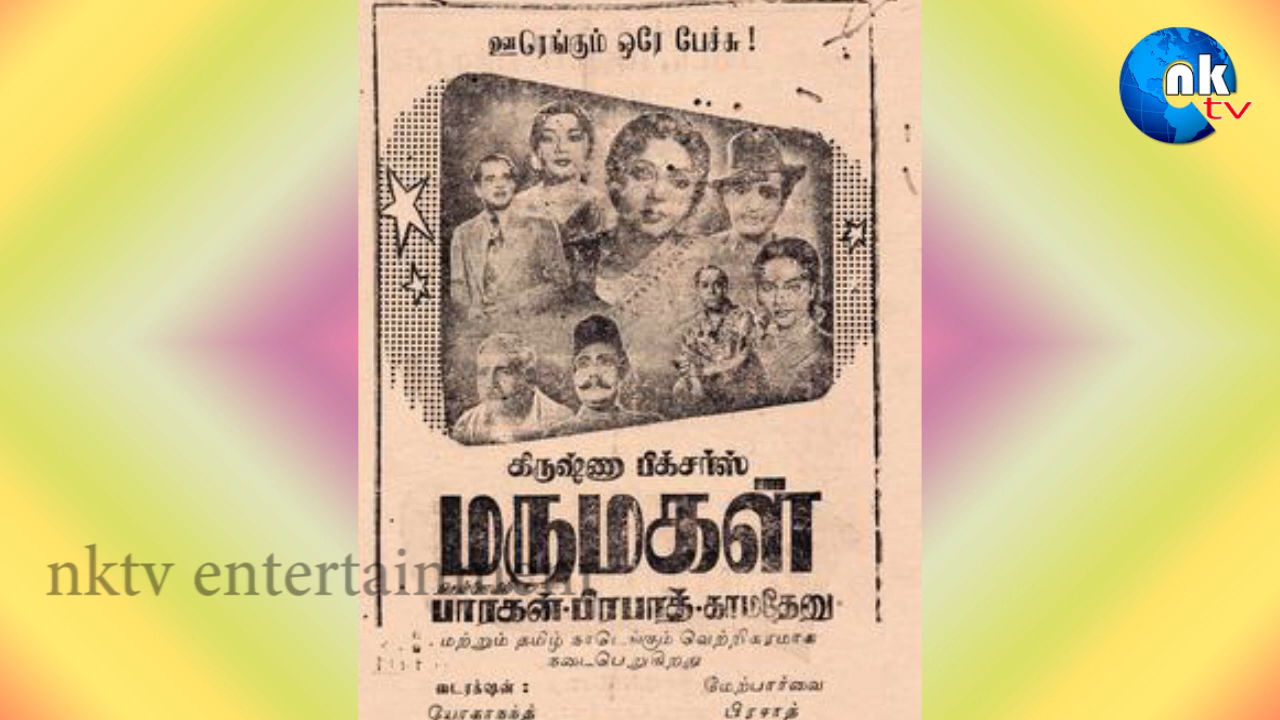 ஊரெங்கும் ஒரே பேச்சு !
nk
tv
கிருஷ்ணா பிக்சர்ஸ்
மருமகள்
nktv entertainment
பாரகன்·பிரபாத்·காமதேனு
மற்றும் தமிழ் நாடெங்கும் வெற்றிகரமாக
நடைபெறுகிறது
டைரக்ஷன் :
மேற்பார்வை
யோகானந்த்
பிரசாத்